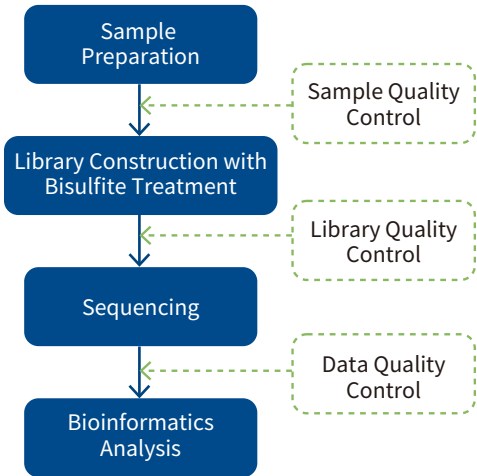 Sample
Preparation
Sample Quality
Control
Library Construction with
Bisulfite Treatment
Library Quality
Control
Sequencing
Data Quality
Control
Bioinformatics
Analysis